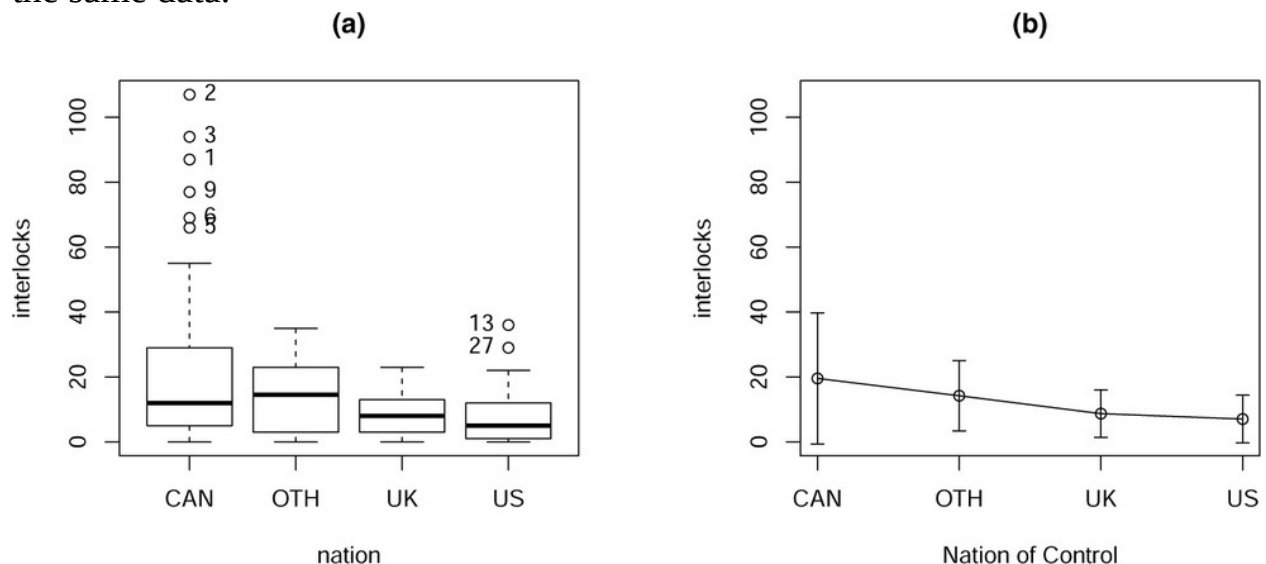 the same data.
(a)
interlocks
100
80
60
40
20
0
2
3
1
9
6
5
13
27
CAN OTH UK US
nation
(b)
interlocks
100
80
60
40
20
0
CAN OTH UK US
Nation of Control